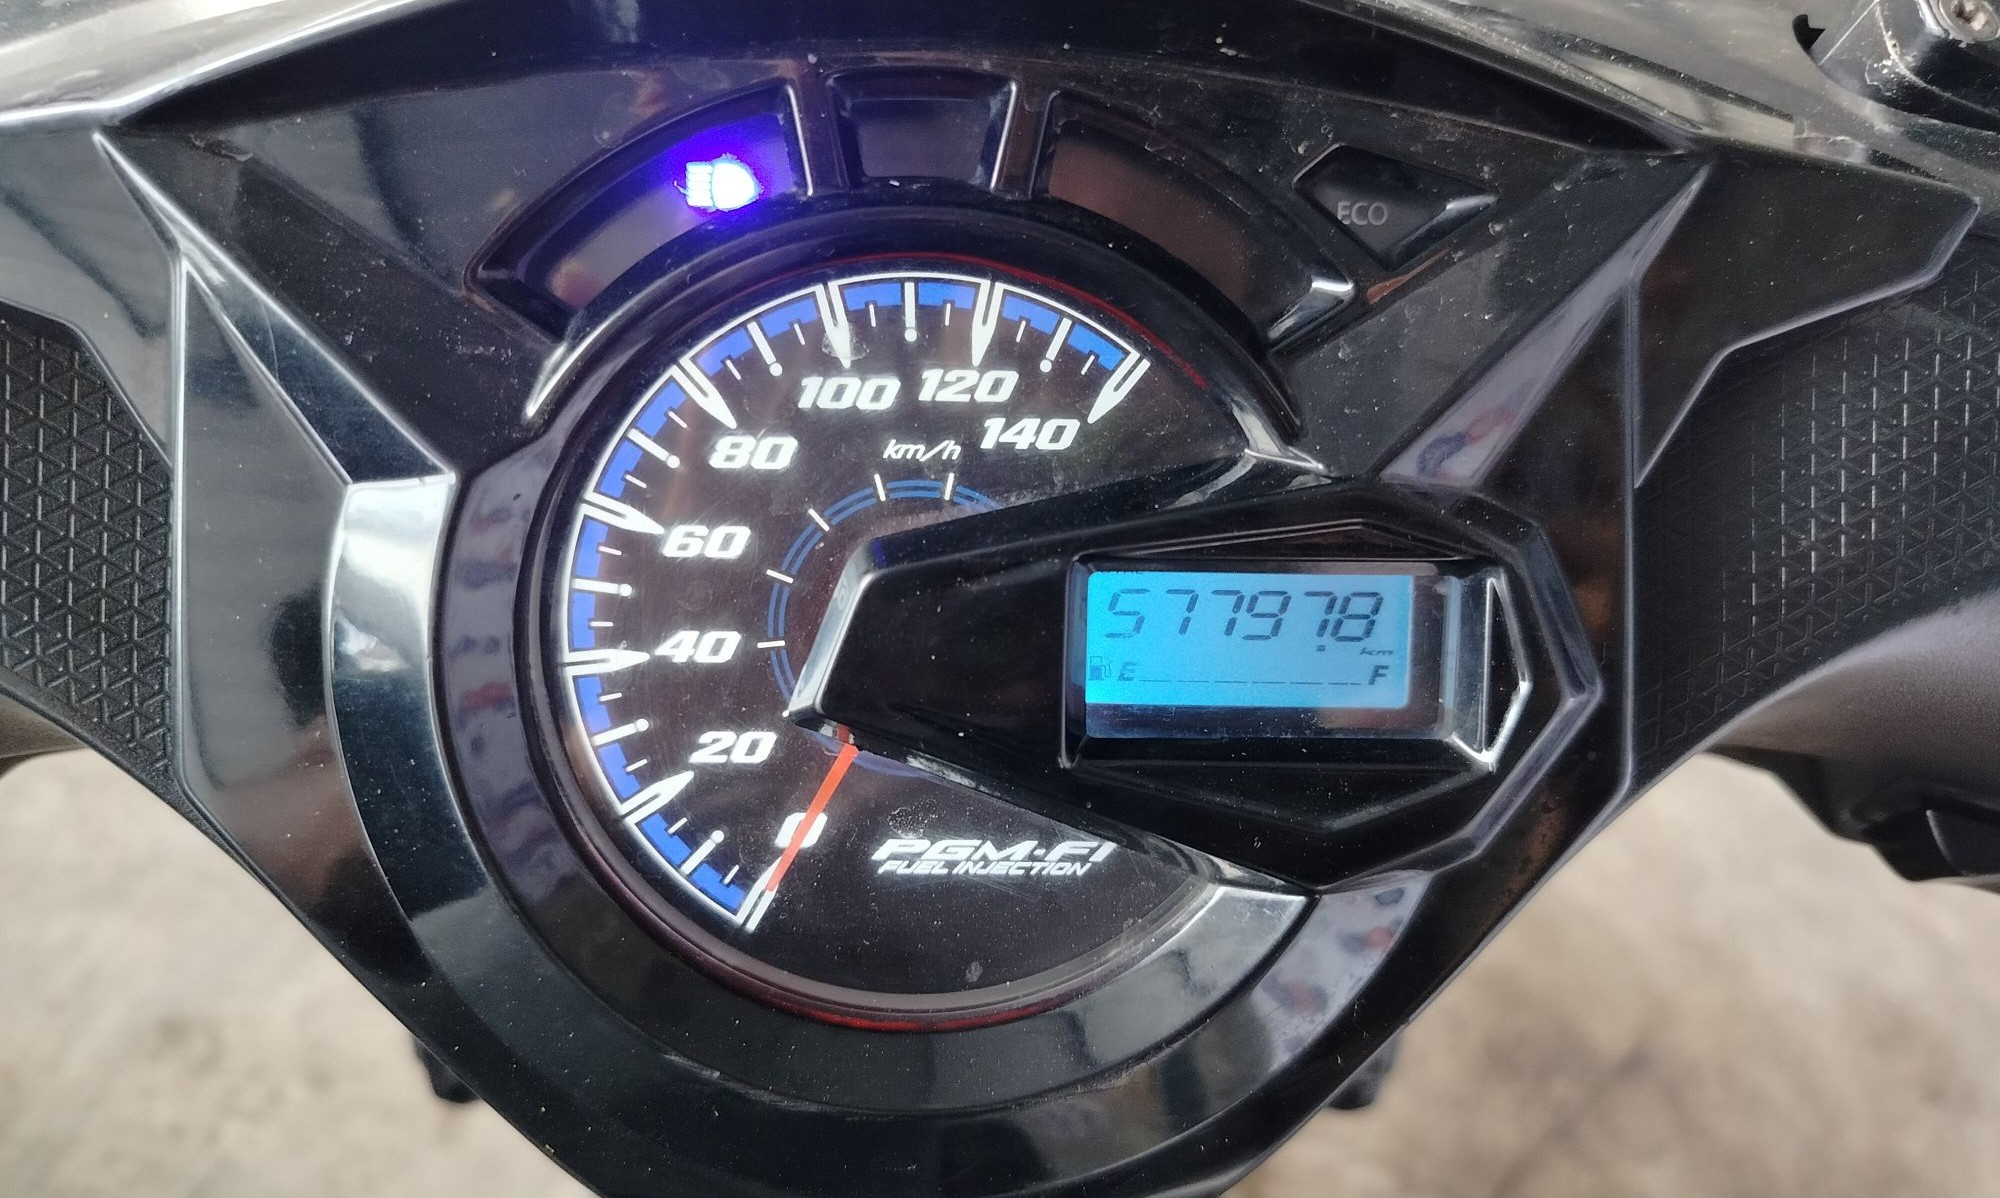 ECO
100 120
140
km/h
80
60
40
20
0
57797.8
km
E F
PGM-FI
FUEL INJECTION